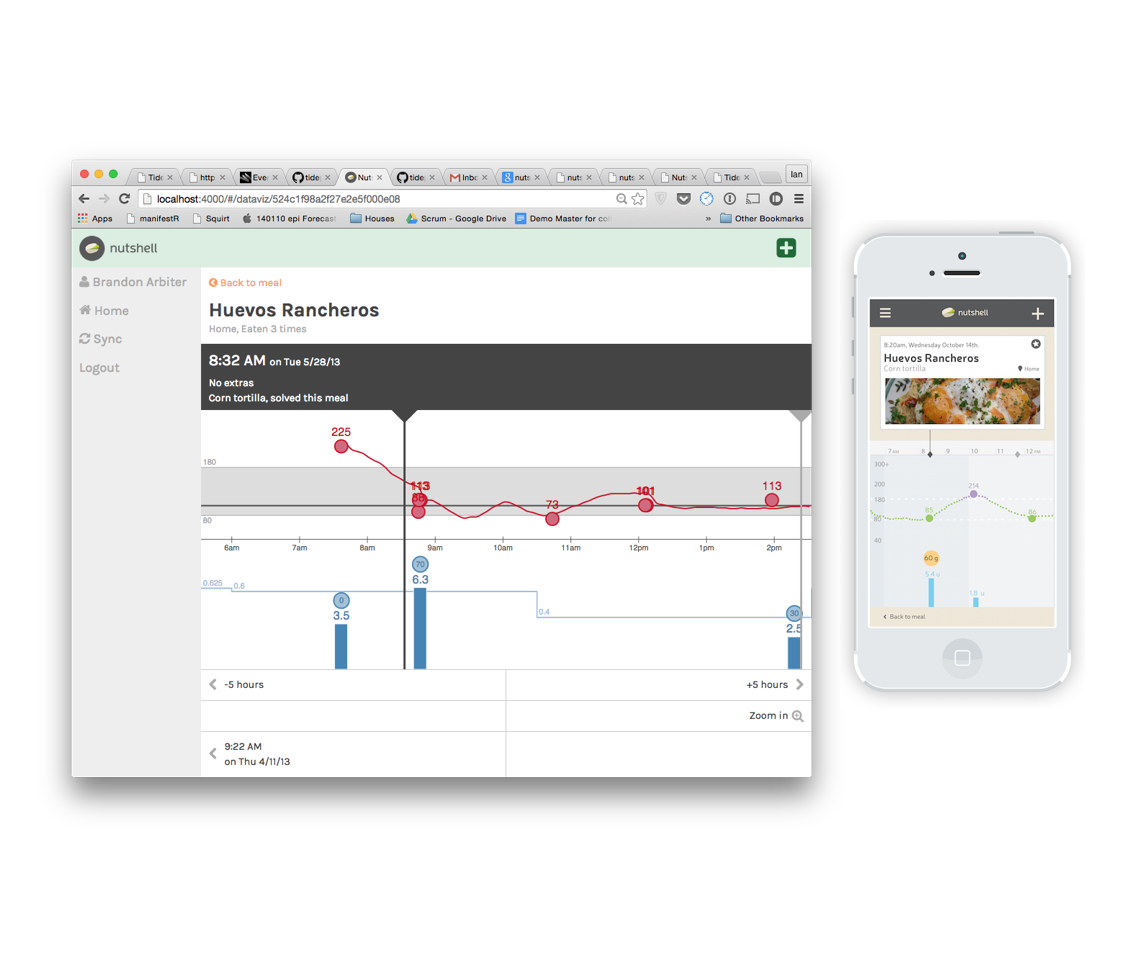 Tide
http
Eve
tide
Nut
tide
Inbo
nuts
nuts
nuts
Nuts
Tide
Ian
localhost:4000/#/dataviz/524c1f98a2f27e2e5f000e08
Apps manifestR Squirt 140110 epi Forecast Houses Scrum - Google Drive Demo Master for col » Other Bookmarks
nutshell
Brandon Arbiter
Home
Sync
Logout
Back to meal
Huevos Rancheros
Home, Eaten 3 times
8:32 AM on Tue 5/28/13
No extras
Corn tortilla, solved this meal
225
180
113
73
101
113
80
6am 7am 8am 9am 10am 11am 12pm 1pm 2pm
0.625 0.6
70
6.3
0
3.5
0.4
30
2.5
-5 hours
+5 hours
Zoom in
9:22 AM
on Thu 4/11/13
nutshell
8:20am, Wednesday October 14th.
Huevos Rancheros
Corn tortilla
Home
7 AM 8 9 10 11 12 PM
300+
200
180
80
40
214
85
86
60 g
5.4 u
1.8 u
Back to meal